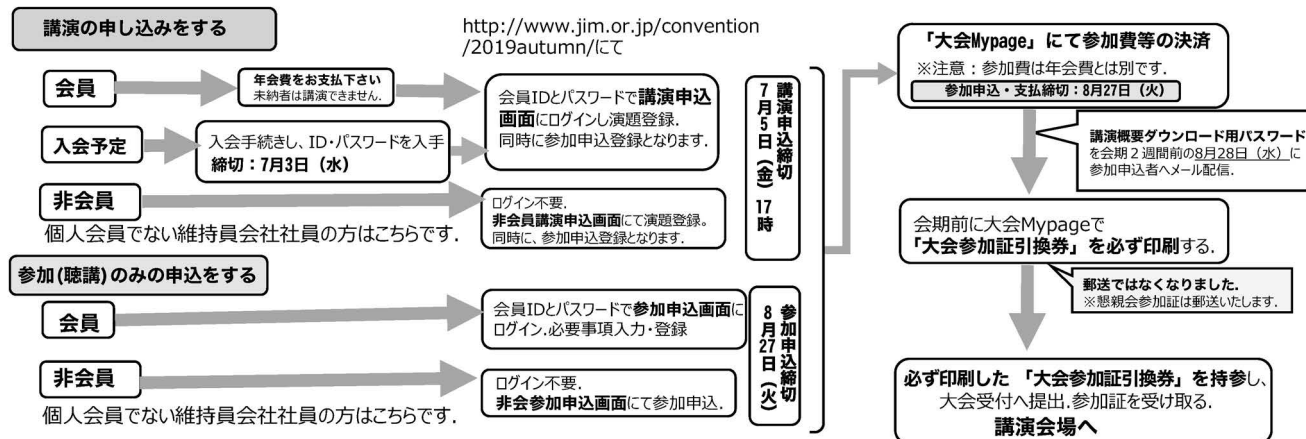 講演の申し込みをする
http://www.jim.or.jp/convention
/2019autumn/にて
会員
年会費をお支払下さい
未納者は講演できません.
会員IDとパスワードで講演申込
画面にログインし演題登録.
同時に参加申込登録となります.
入会予定
入会手続きし、ID・パスワードを入手
締切：7月3日（水）
非会員
ログイン不要.
非会員講演申込画面にて演題登録。
同時に、参加申込登録となります.
個人会員でない維持員会社社員の方はこちらです.
講演申込締切
7月5日（金）17時
参加(聴講)のみの申込をする
会員
会員IDとパスワードで参加申込画面に
ログイン.必要事項入力・登録
非会員
ログイン不要.
非会参加申込画面にて参加申込.
個人会員でない維持員会社社員の方はこちらです.
参加申込締切
8月27日（火）
「大会Mypage」にて参加費等の決済
※注意：参加費は年会費とは別です.
参加申込・支払締切：8月27日（火）
講演概要ダウンロード用パスワード
を会期２週間前の8月28日（水）に
参加申込者へメール配信.
会期前に大会Mypageで
「大会参加証引換券」を必ず印刷する.
郵送ではなくなりました.
※懇親会参加証は郵送いたします.
必ず印刷した「大会参加証引換券」を持参し、
大会受付へ提出.参加証を受け取る.
講演会場へ